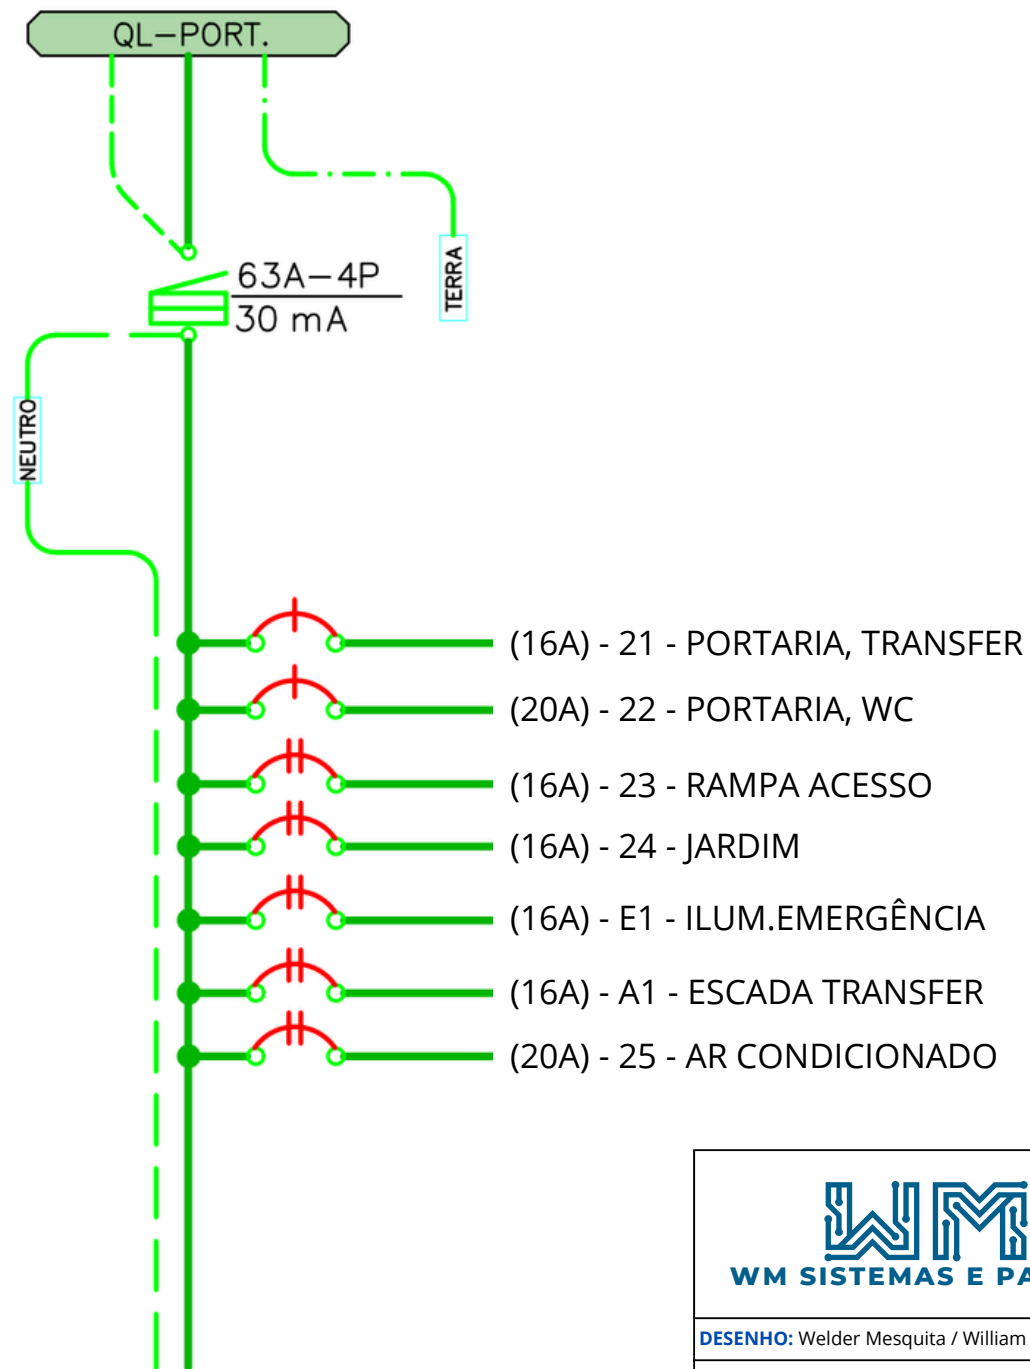 QL-PORT.
63A-4P
30 mA
TERRA
NEUTRO
(16A) - 21 - PORTARIA, TRANSFER
(20A) - 22 - PORTARIA, WC
(16A) - 23 - RAMPA ACESSO
(16A) - 24 - JARDIM
(16A) - E1 - ILUM.EMERGÊNCIA
(16A) - A1 - ESCADA TRANSFER
(20A) - 25 - AR CONDICIONADO
WM
WM SISTEMAS E
DESENHO: Welder Mesquita / William